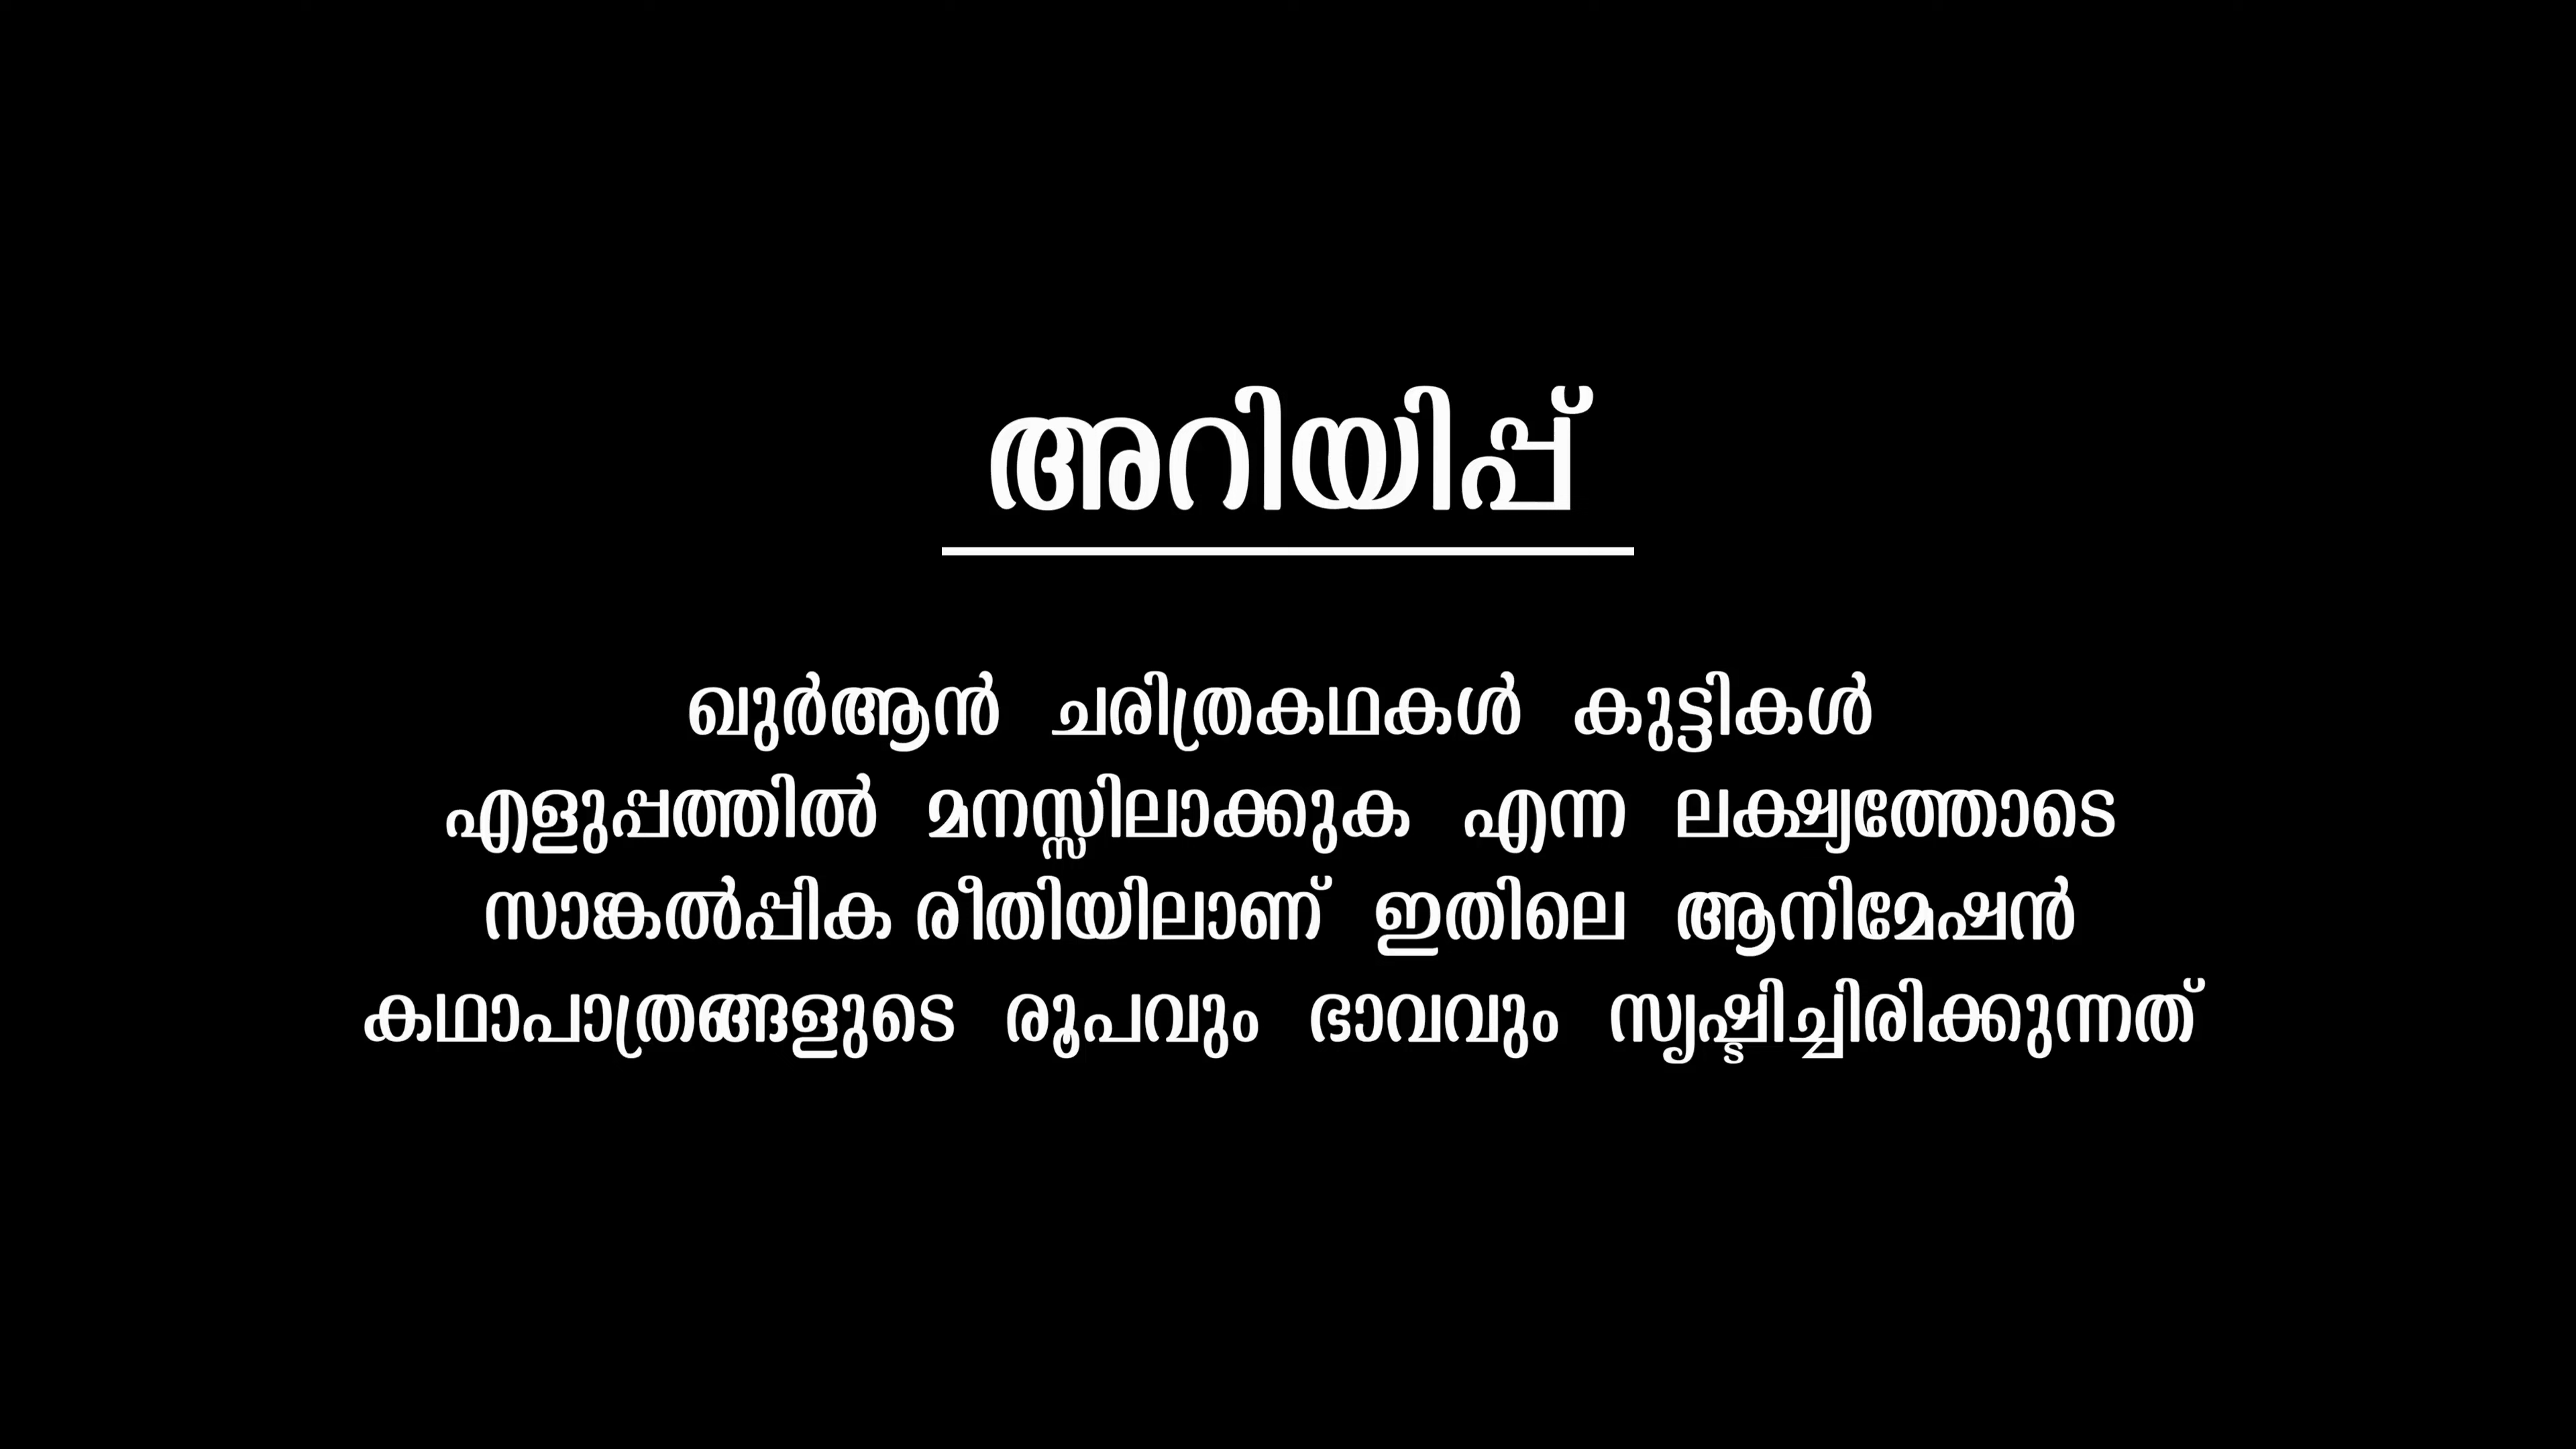 അറിയിപ്പ്
ഖുർആൻ ചരിത്രകഥകൾ കുട്ടികൾ
എളുപ്പത്തിൽ മനസ്സിലാക്കുക എന്ന ലക്ഷ്യത്തോടെ
സാങ്കൽപ്പിക രീതിയിലാണ് ഇതിലെ ആനിമേഷൻ
കഥാപാത്രങ്ങളുടെ രൂപവും ഭാവവും സൃഷ്ടിച്ചിരിക്കുന്നത്